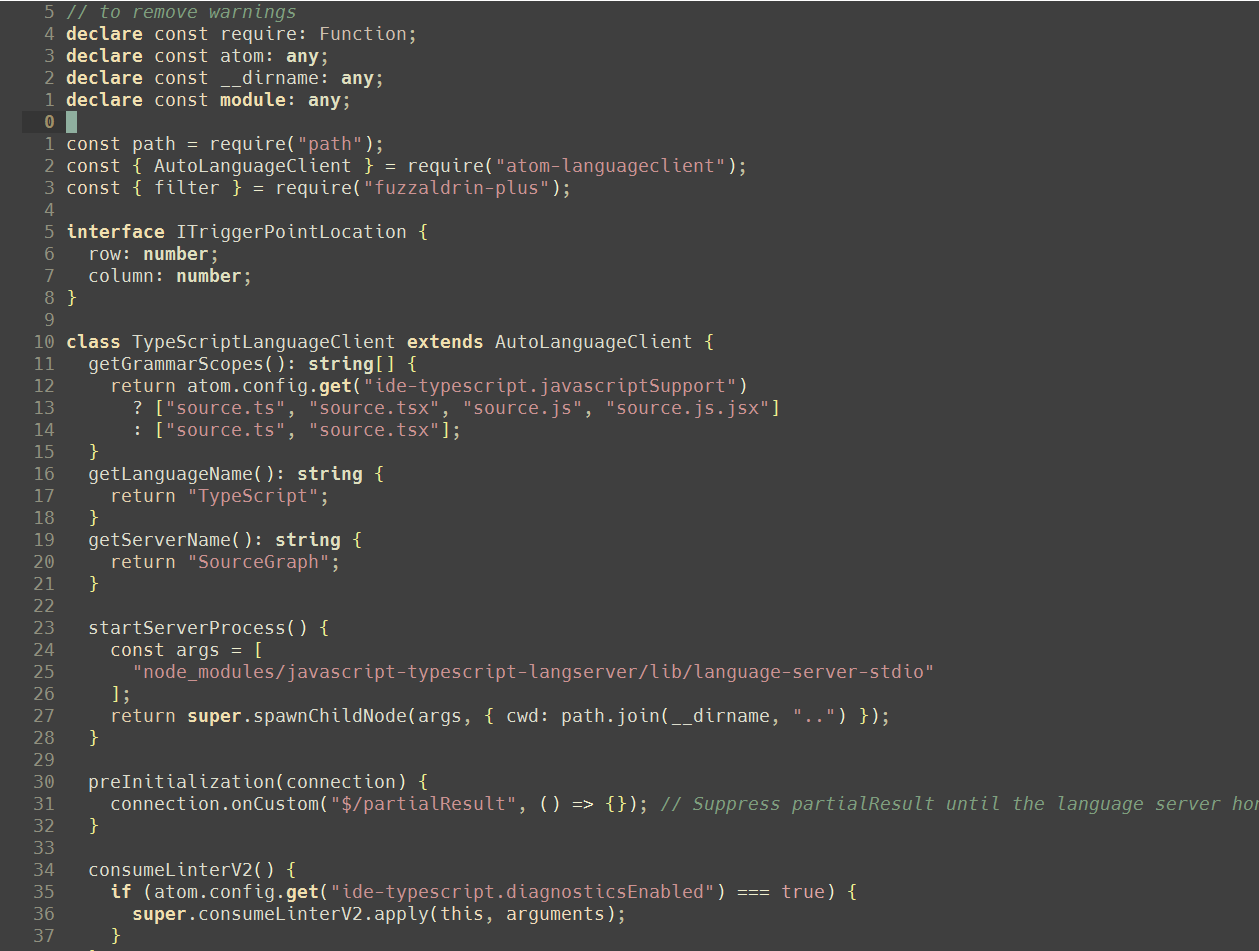 5 // to remove warnings
4 declare const require: Function;
3 declare const atom: any;
2 declare const __dirname: any;
1 declare const module: any;
0
1 const path = require("path");
2 const { AutoLanguageClient } = require("atom-languageclient");
3 const { filter } = require("fuzzaldrin-plus");
4
5 interface ITriggerPointLocation {
6   row: number;
7   column: number;
8 }
9
10 class TypeScriptLanguageClient extends AutoLanguageClient {
11   getGrammarScopes(): string[] {
12     return atom.config.get("ide-typescript.javascriptSupport")
13       ? ["source.ts", "source.tsx", "source.js", "source.js.jsx"]
14       : ["source.ts", "source.tsx"];
15   }
16   getLanguageName(): string {
17     return "TypeScript";
18   }
19   getServerName(): string {
20     return "SourceGraph";
21   }
22
23   startServerProcess() {
24     const args = [
25       "node_modules/javascript-typescript-langserver/lib/language-server-stdio"
26     ];
27     return super.spawnChildNode(args, { cwd: path.join(__dirname, "..") });
28   }
29
30   preInitialization(connection) {
31     connection.onCustom("$/partialResult", () => {}); // Suppress partialResult until the language server
32   }
33
34   consumeLinterV2() {
35     if (atom.config.get("ide-typescript.diagnosticsEnabled") === true) {
36       super.consumeLinterV2.apply(this, arguments);
37     }